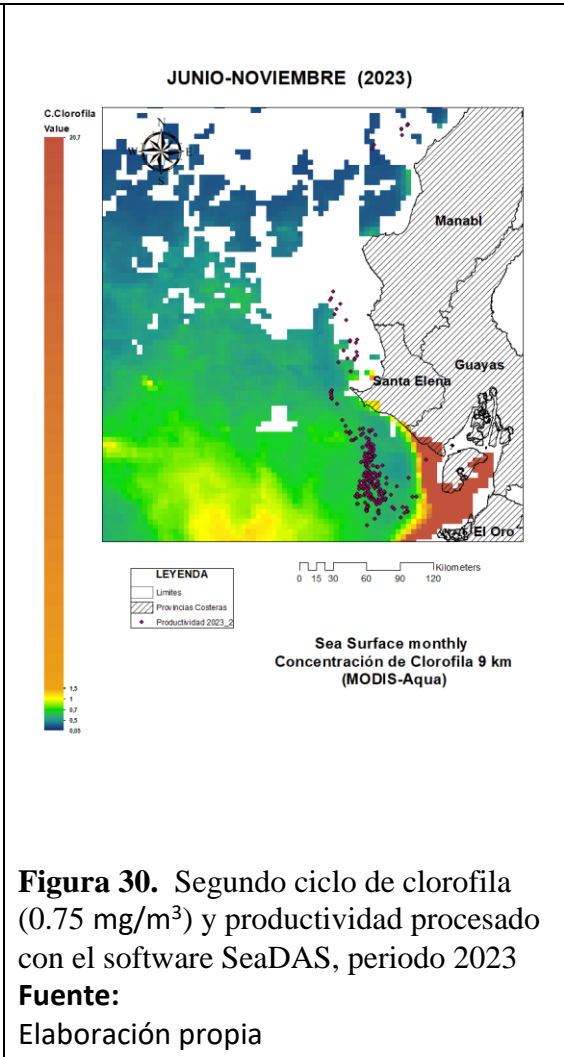 JUNIO-NOVIEMBRE (2023)
C.Clorofila
Value
20,7
1,5
1
0,7
0,5
0,05
N
W
E
S
Manabí
Guayas
Santa Elena
El Oro
LEYENDA
Limites
Provincias Costeras
Productividad 2023_2
Kilometers
0 15 30 60 90 120
Sea Surface monthly
Concentración de Clorofila 9 km
(MODIS-Aqua)
Figura 30. Segundo ciclo de clorofila
(0.75 mg/m³) y productividad procesado
con el software SeaDAS, periodo 2023
Fuente:
Elaboración propia